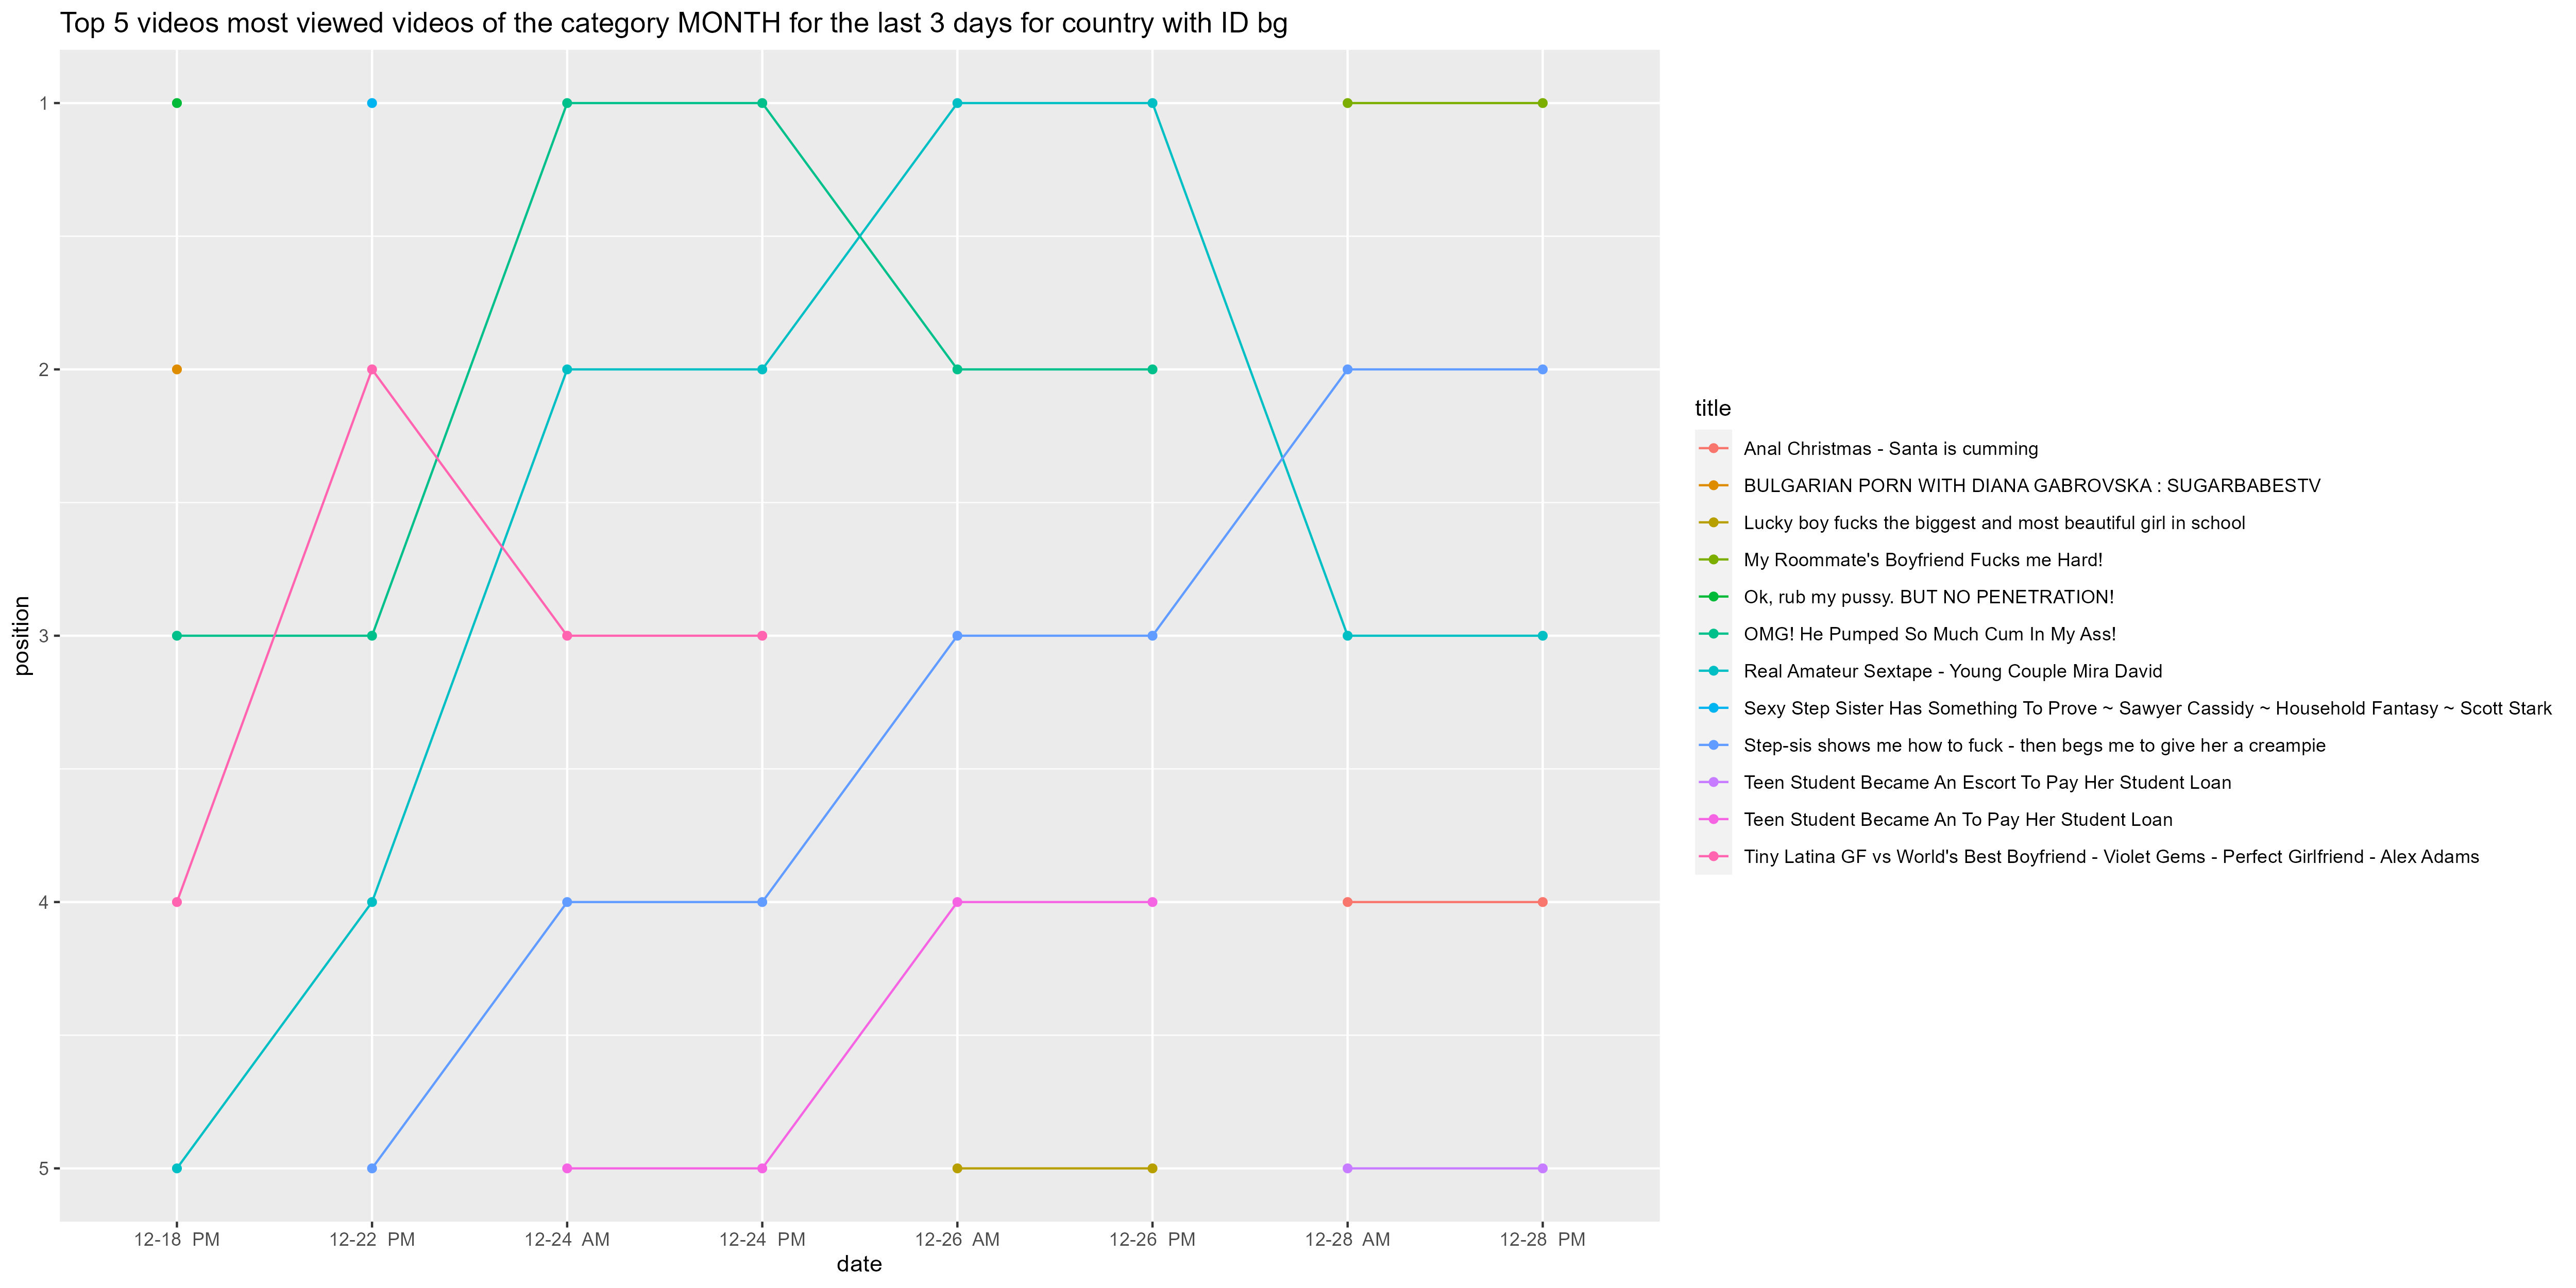 Top 5 videos most viewed videos of the category MONTH for the last 3 days for country with ID bg
position
1
2
3
4
5
12-18 PM
12-22 PM
12-24 AM
12-24 PM
12-26 AM
12-26 PM
12-28 AM
12-28 PM
date
title
Anal Christmas - Santa is cumming
BULGARIAN PORN WITH DIANA GABROVSKA : SUGARBABESTV
Lucky boy fucks the biggest and most beautiful girl in school
My Roommate's Boyfriend Fucks me Hard!
Ok, rub my pussy. BUT NO PENETRATION!
OMG! He Pumped So Much Cum In My Ass!
Real Amateur Sextape - Young Couple Mira David
Sexy Step Sister Has Something To Prove ~ Sawyer Cassidy ~ Household Fantasy ~ Scott Stark
Step-sis shows me how to fuck - then begs me to give her a creampie
Teen Student Became An Escort To Pay Her Student Loan
Teen Student Became An To Pay Her Student Loan
Tiny Latina GF vs World's Best Boyfriend - Violet Gems - Perfect Girlfriend - Alex Adams